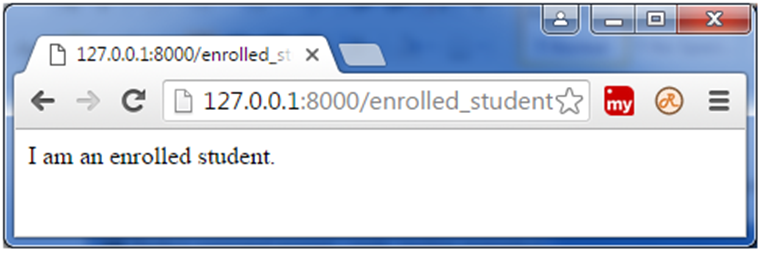 127.0.0.1:8000/enrolled_st
127.0.0.1:8000/enrolled_student
my
I am an enrolled student.